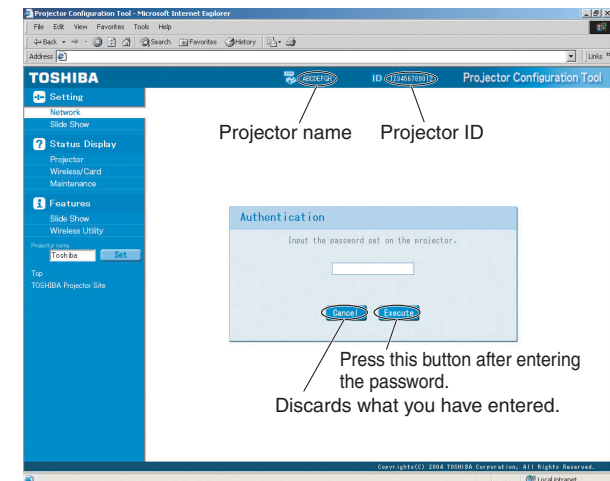 Projector Configuration Tool - Microsoft Internet Explorer
File Edit View Favorites Tools Help
Back Search Favorites History
Address Links »
TOSHIBA ABCDEFGH ID 123456789012 Projector Configuration Tool
Projector name Projector ID
Setting
Network
Slide Show
? Status Display
Projector
Wireless/Card
Maintenance
i Features
Slide Show
Wireless Utility
Projector name
Toshiba Set
Top
TOSHIBA Projector Site
Authentication
Input the password set on the projector.
Cancel Execute
Press this button after entering
the password.
Discards what you have entered.
Copyrights(C) 2004 TOSHIBA Corporation, All Rights Reserved.
Local intranet